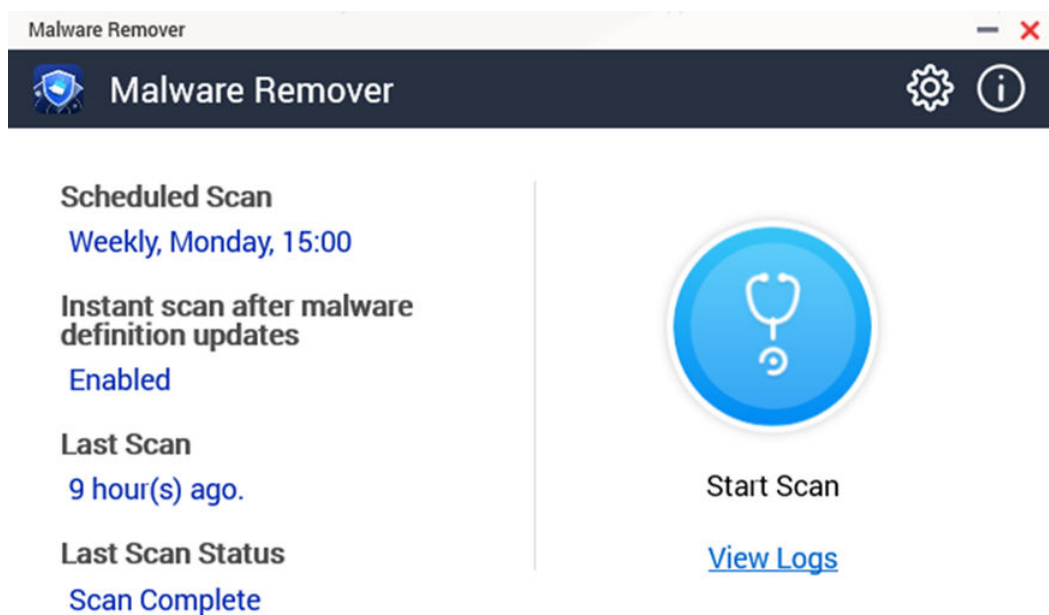 Malware Remover
Malware Remover
Scheduled Scan
Weekly, Monday, 15:00
Instant scan after malware
definition updates
Enabled
Last Scan
9 hour(s) ago.
Last Scan Status
Scan Complete
Start Scan
View Logs